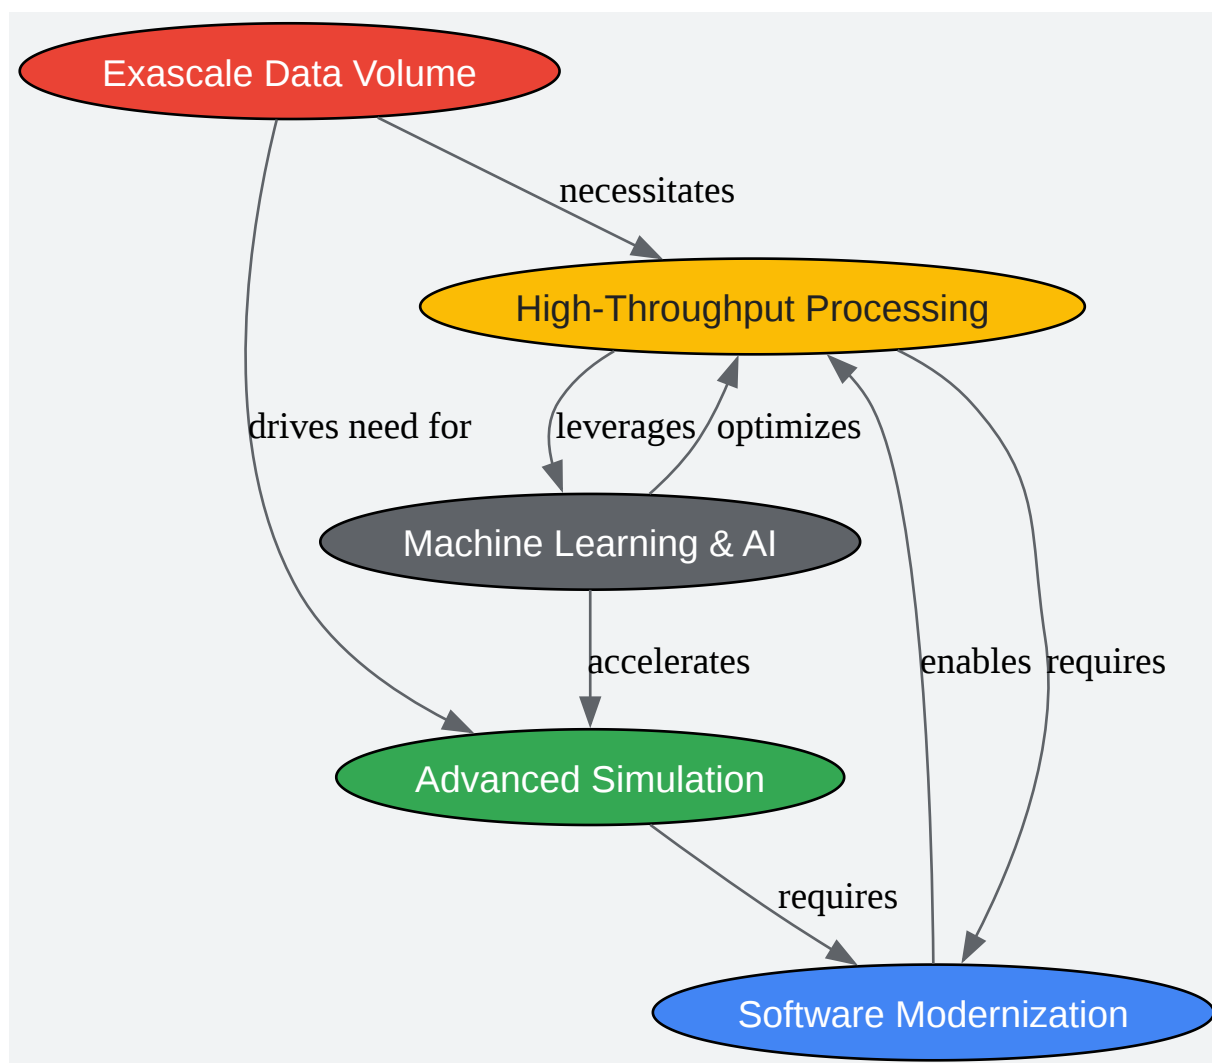 Exascale Data Volume
necessitates
High-Throughput Processing
drives need for
leverages
optimizes
Machine Learning & AI
accelerates
enables
requires
Advanced Simulation
requires
Software Modernization